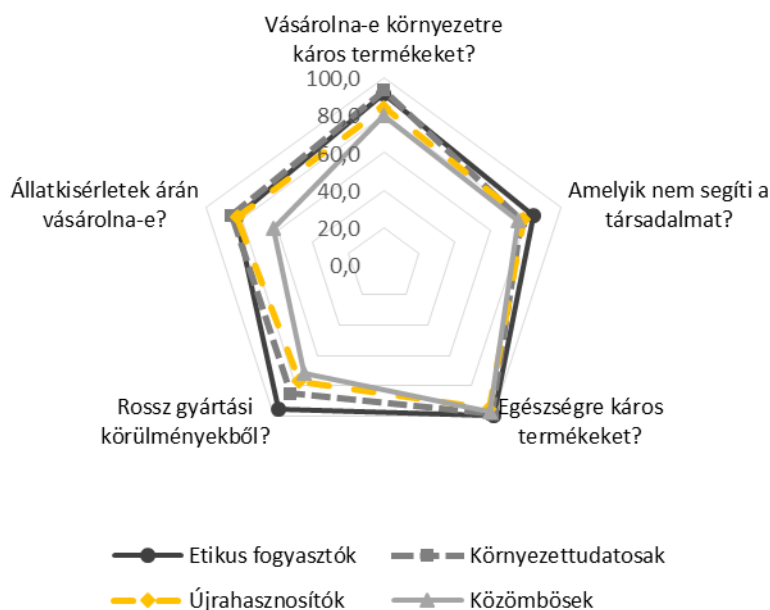 Vásárolna-e környezetre
káros termékeket?
100,0
80,0
60,0
40,0
20,0
0,0
Amelyik nem segíti a
társadalmat?
Egészségre káros
termékeket?
Rossz gyártási
körülményekből?
Állatkisérletek árán
vásárolna-e?
Etikus fogyasztók
Környezettudatosak
Újrahasznosítók
Közömbösek